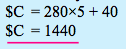 $C = 280×5 + 40
$C = 1440